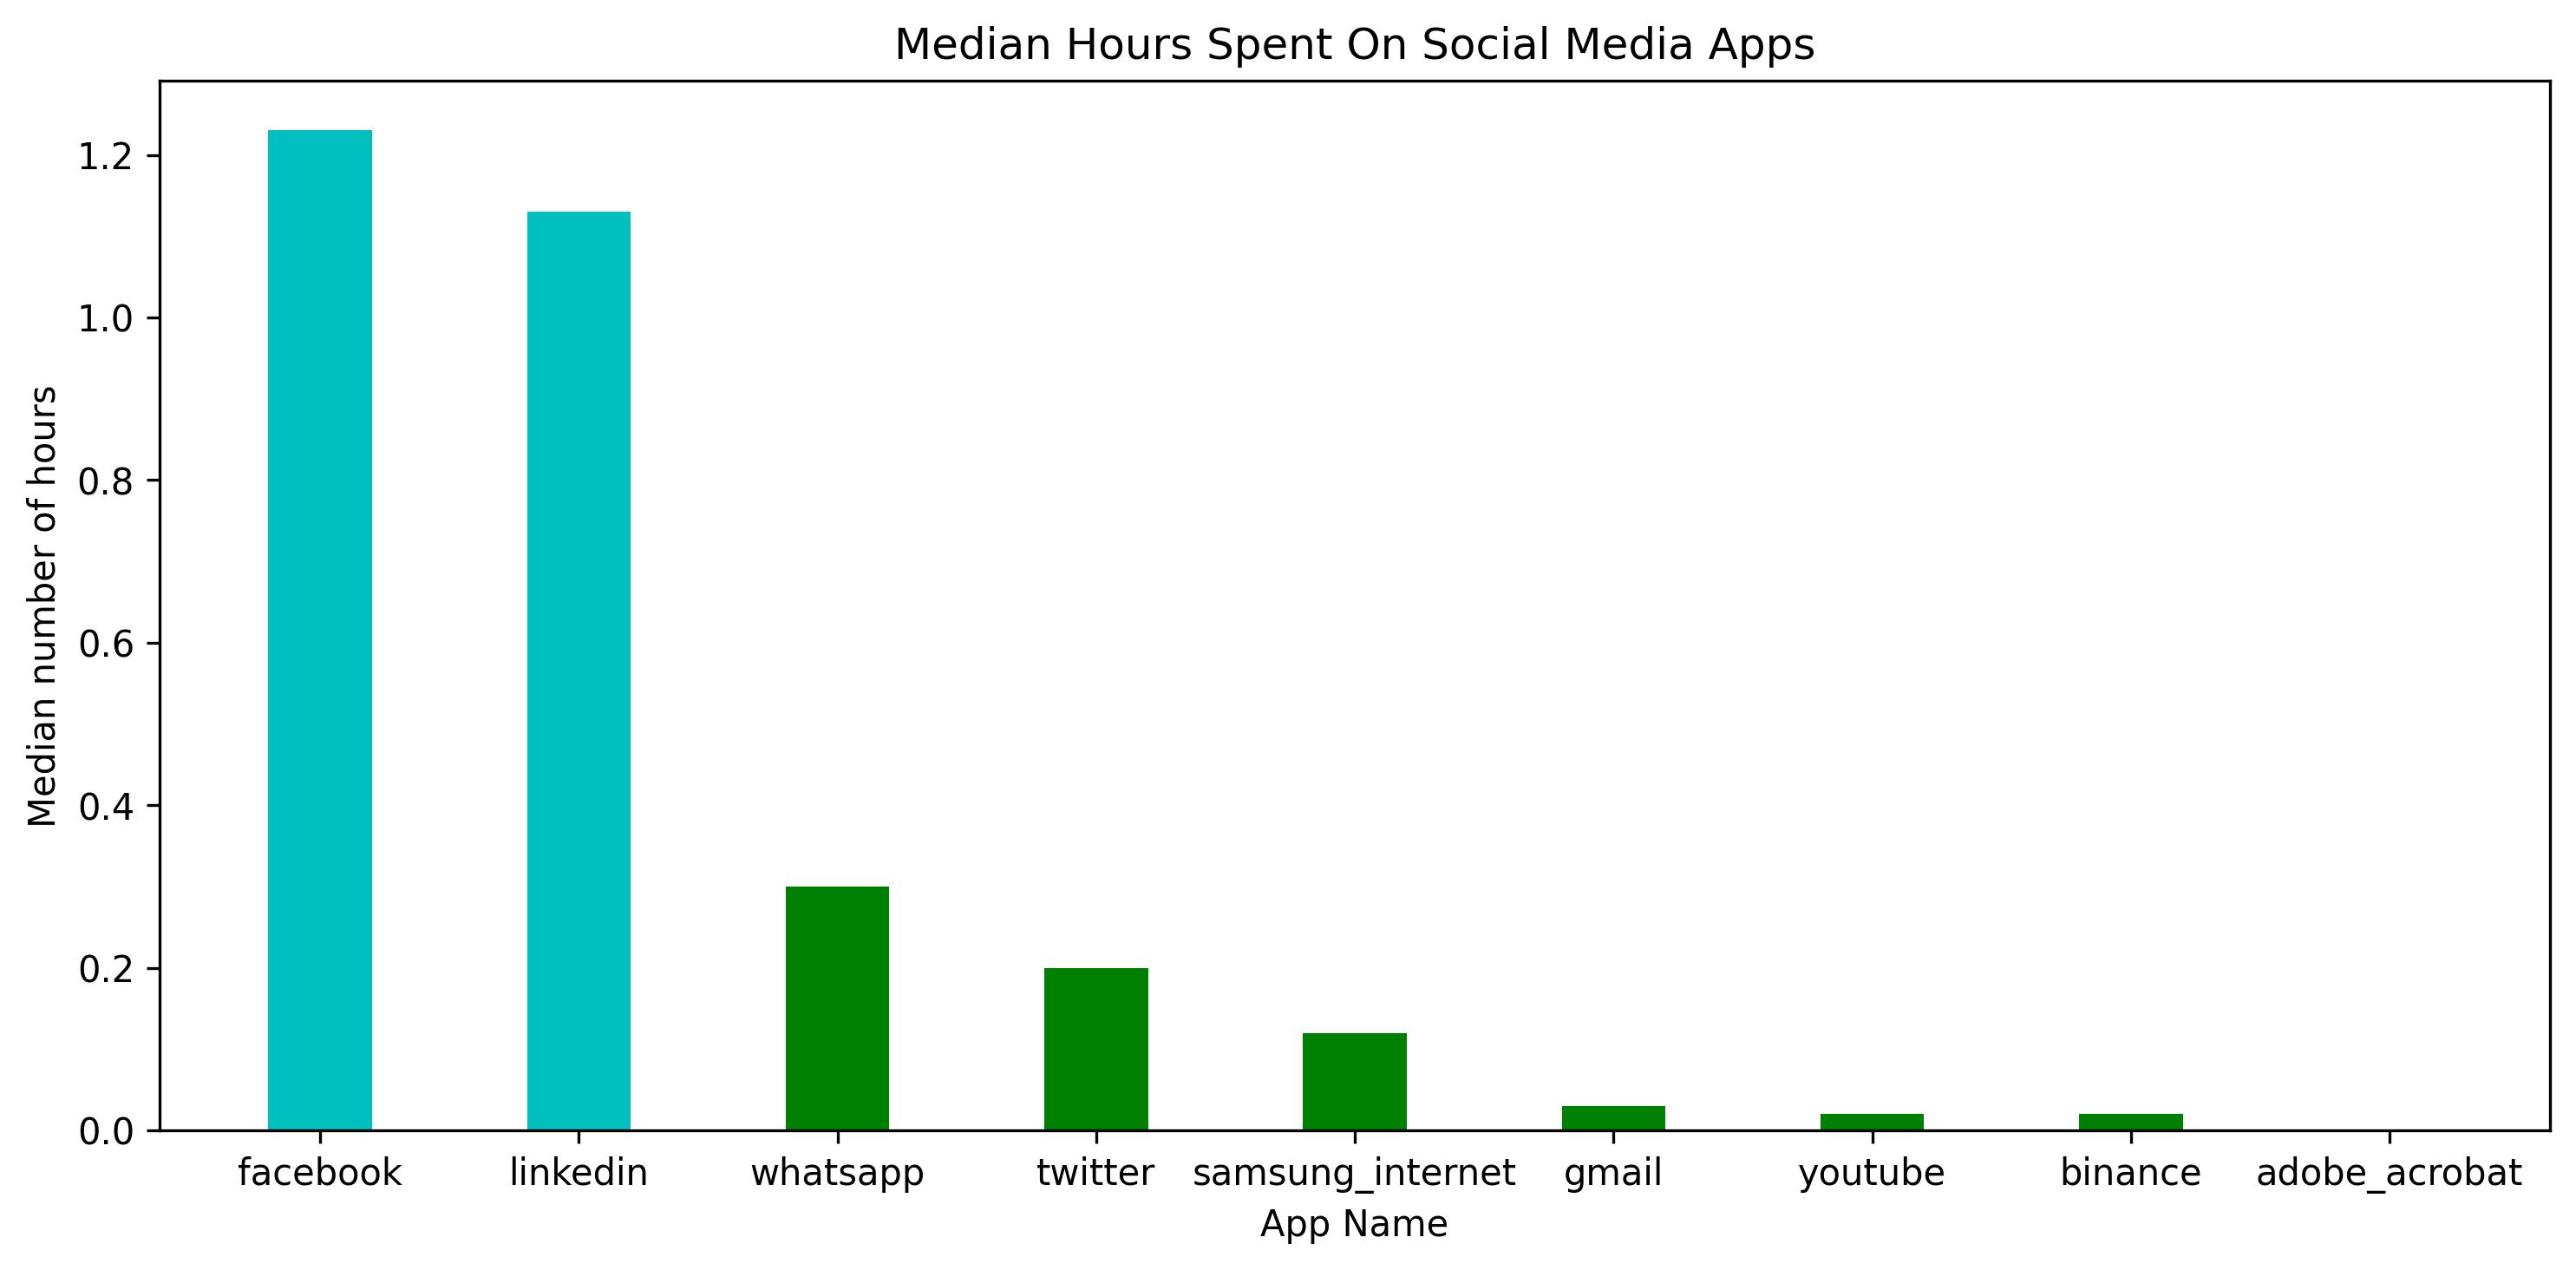 Median Hours Spent On Social Media Apps
Median number of hours
1.2
1.0
0.8
0.6
0.4
0.2
0.0
facebook linkedin whatsapp twitter samsung_internet gmail youtube binance adobe_acrobat
App Name